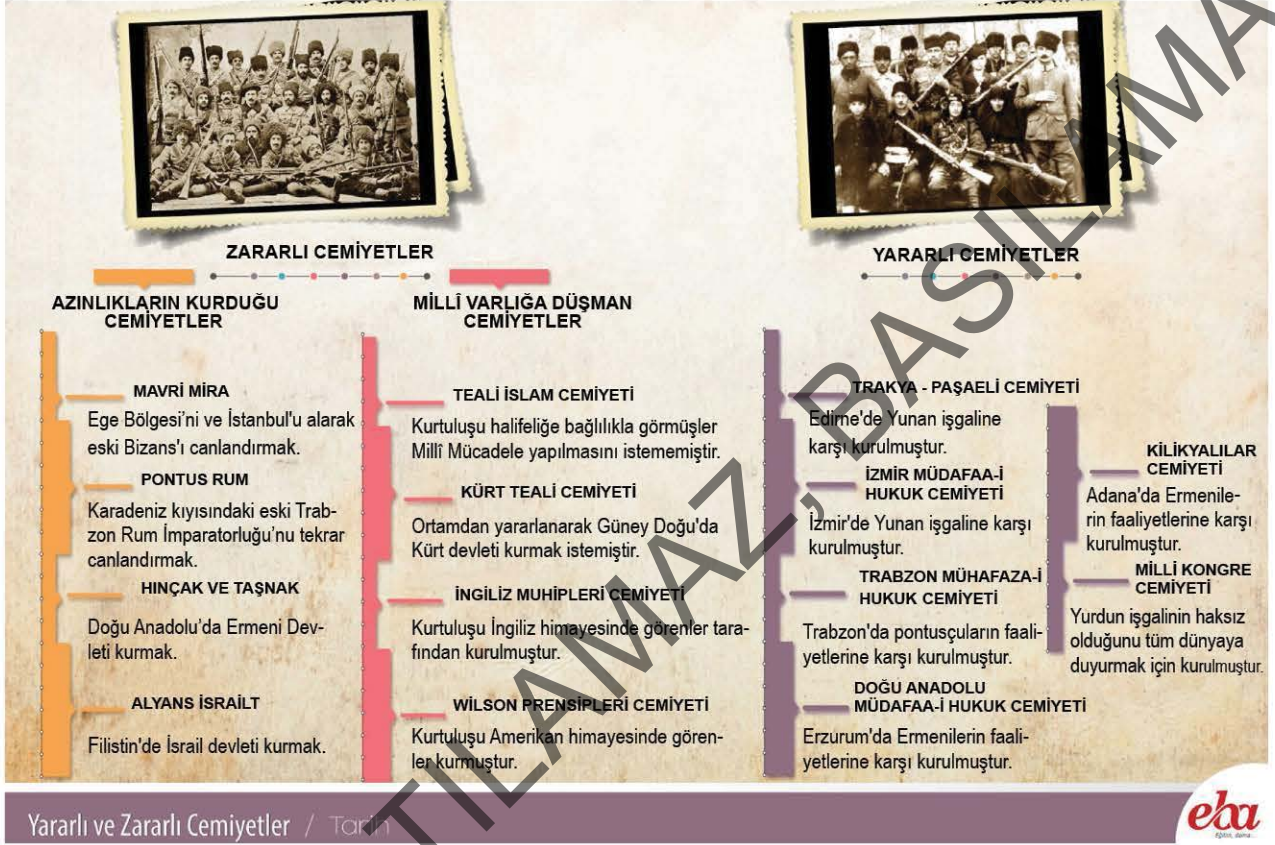 ZARARLI CEMİYETLER
AZINLIKLARIN KURDUĞU
CEMİYETLER
MAVRİ MİRA
Ege Bölgesi'ni ve İstanbul'u alarak
eski Bizans'ı canlandırmak.
PONTUS RUM
Karadeniz kıyısındaki eski Trab-
zon Rum İmparatorluğu'nu tekrar
canlandırmak.
HINÇAK VE TAŞNAK
Doğu Anadolu'da Ermeni Dev-
leti kurmak.
ALYANS İSRAİLT
Filistin'de İsrail devleti kurmak.
MİLLÎ VARLIĞA DÜŞMAN
CEMİYETLER
TEALİ İSLAM CEMİYETİ
Kurtuluşu halifeliğe bağlılıkla görmüşler
Millî Mücadele yapılmasını istememiştir.
KÜRT TEALİ CEMİYETİ
Ortamdan yararlanarak Güney Doğu'da
Kürt devleti kurmak istemiştir.
İNGİLİZ MUHİPLERİ CEMİYETİ
Kurtuluşu İngiliz himayesinde görenler tara-
fından kurulmuştur.
WİLSON PRENSİPLERİ CEMİYETİ
Kurtuluşu Amerikan himayesinde gören-
ler kurmuştur.
YARARLI CEMİYETLER
TRAKYA - PAŞAELİ CEMİYETİ
Edirne'de Yunan işgaline
karşı kurulmuştur.
İZMİR MÜDAFAA-İ
HUKUK CEMİYETİ
İzmir'de Yunan işgaline karşı
kurulmuştur.
TRABZON MÜHAFAZA-İ
HUKUK CEMİYETİ
Trabzon'da pontusçuların faali-
yetlerine karşı kurulmuştur.
DOĞU ANADOLU
MÜDAFAA-İ HUKUK CEMİYETİ
Erzurum'da Ermenilerin faali-
yetlerine karşı kurulmuştur.
KİLİKYALILAR
CEMİYETİ
Adana'da Ermenile-
rin faaliyetlerine karşı
kurulmuştur.
MİLLİ KONGRE
CEMİYETİ
Yurdun işgalinin haksız
olduğunu tüm dünyaya
duyurmak için kurulmuştur.
Yararlı ve Zararlı Cemiyetler / Tarih
eba
TILAMAZ, BASILAMA